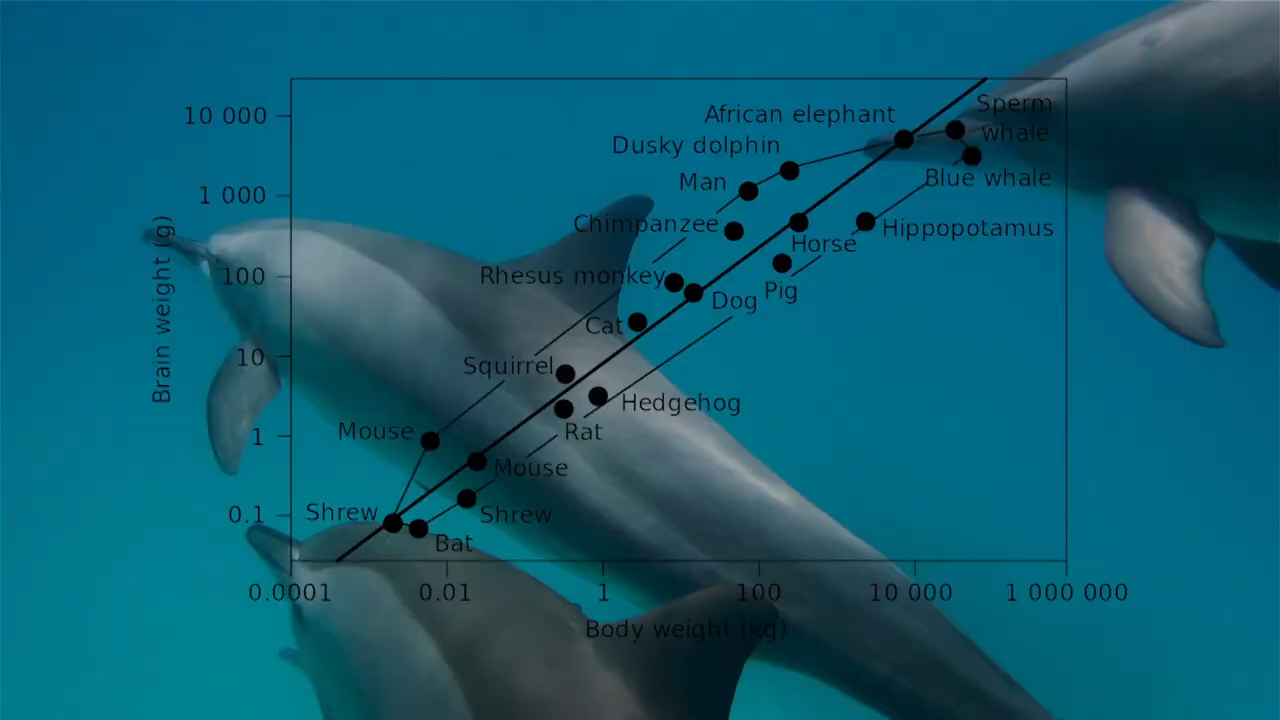 Sperm
African elephant
whale
10 000
Dusky dolphin
Man
Blue whale
1 000
Chimpanzee
Hippopotamus
Horse
Rhesus monkey
100
Pig
Dog
Cat
10
Squirrel
Hedgehog
Mouse
Rat
1
Mouse
Shrew
Shrew
0.1
Bat
Brain weight (g)
0.0001
0.01
1
100
10 000
1 000 000
Body weight (kg)